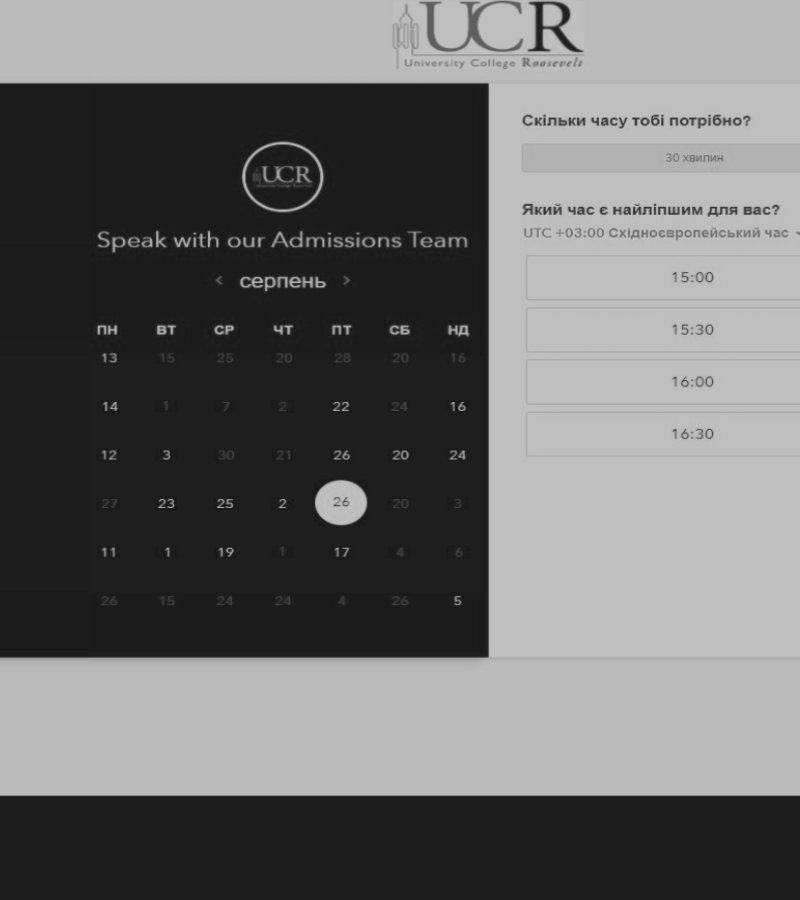 UCR
University College Roosevelt
UCR
Speak with our Admissions Team
< серпень >
ПН ВТ СР ЧТ ПТ СБ НД
13 15 25 20 28 20 16
14 1 7 2 22 24 16
12 3 30 21 26 20 24
27 23 25 2 26 20 3
11 1 19 1 17 4 6
26 15 24 24 4 26 5
Скільки часу тобі потрібно?
30 хвилин
Який час є найліпшим для вас?
UTC +03:00 Східноєвропейський час
15:00
15:30
16:00
16:30